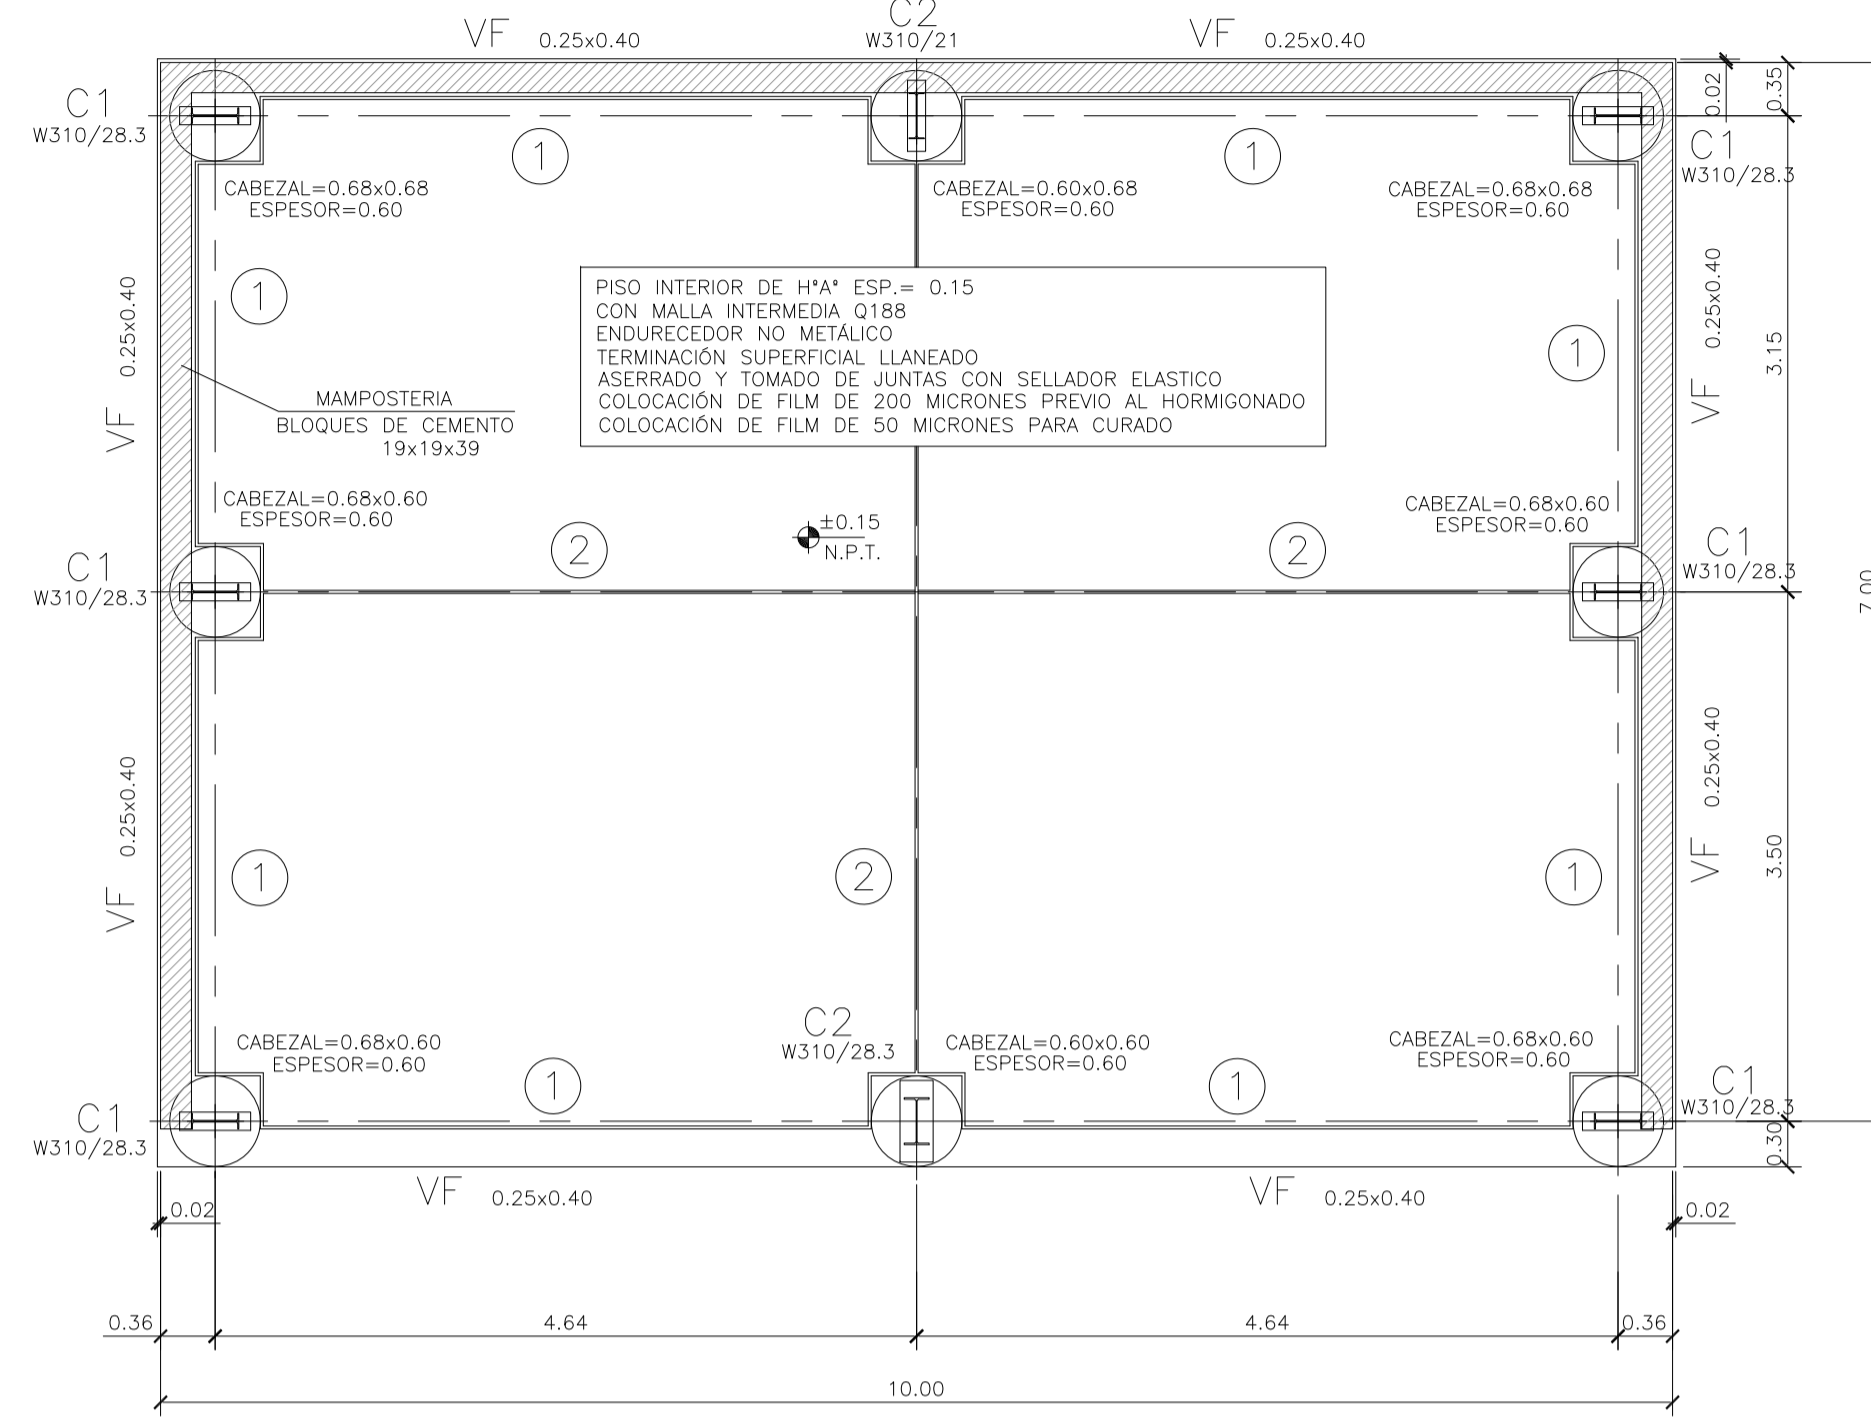 VF 0.25x0.40
C2
W310/21
VF 0.25x0.40
0.02
0.35
C1
W310/28.3
1
1
C1
W310/28.3
CABEZAL=0.68x0.68
ESPESOR=0.60
CABEZAL=0.60x0.68
ESPESOR=0.60
CABEZAL=0.68x0.68
ESPESOR=0.60
VF 0.25x0.40
1
PISO INTERIOR DE H°A° ESP.= 0.15
CON MALLA INTERMEDIA Q188
ENDURECEDOR NO METÁLICO
TERMINACIÓN SUPERFICIAL LLANEADO
ASERRADO Y TOMADO DE JUNTAS CON SELLADOR ELASTICO
COLOCACIÓN DE FILM DE 200 MICRONES PREVIO AL HORMIGONADO
COLOCACIÓN DE FILM DE 50 MICRONES PARA CURADO
1
VF 0.25x0.40
3.15
MAMPOSTERIA
BLOQUES DE CEMENTO
19x19x39
CABEZAL=0.68x0.60
ESPESOR=0.60
±0.15
N.P.T.
CABEZAL=0.68x0.60
ESPESOR=0.60
C1
W310/28.3
2
2
C1
W310/28.3
7.00
VF 0.25x0.40
1
2
1
VF 0.25x0.40
3.50
CABEZAL=0.68x0.60
ESPESOR=0.60
C2
W310/28.3
CABEZAL=0.60x0.60
ESPESOR=0.60
CABEZAL=0.68x0.60
ESPESOR=0.60
C1
W310/28.3
1
1
C1
W310/28.3
0.30
VF 0.25x0.40
VF 0.25x0.40
0.02
0.02
0.36
4.64
4.64
0.36
10.00